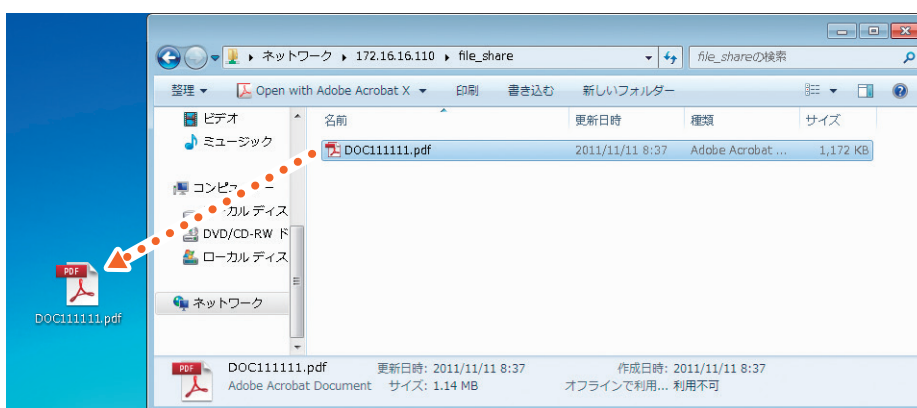 ネットワーク 172.16.16.110 file_share
file_shareの検索
整理 Open with Adobe Acrobat X 印刷 書き込む 新しいフォルダー
ビデオ
ミュージック
コンピュ
カル ディス
DVD/CD-RW ド
ローカル ディス
ネットワーク
名前 更新日時 種類 サイズ
DOC111111.pdf 2011/11/11 8:37 Adobe Acrobat ... 1,172 KB
PDF
DOC111111.pdf
PDF
DOC111111.pdf 更新日時: 2011/11/11 8:37 作成日時: 2011/11/11 8:37
Adobe Acrobat Document サイズ: 1.14 MB オフラインで利用... 利用不可